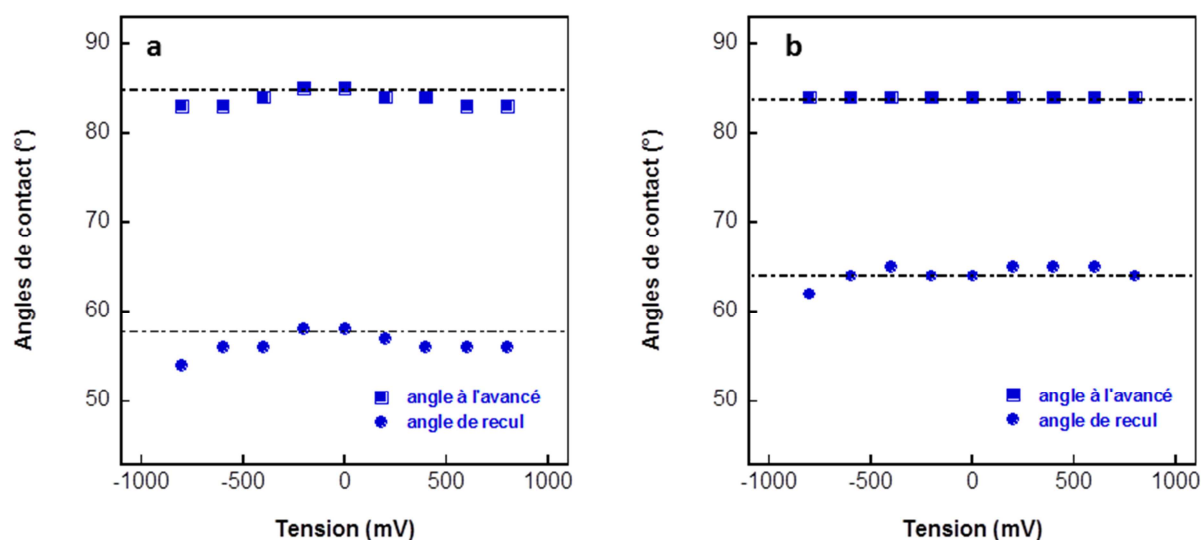 a
90
80
70
60
50
Angles de contact (°)
angle à l'avancé
angle de recul
-1000 -500 0 500 1000
Tension (mV)
b
90
80
70
60
50
Angles de contact (°)
angle à l'avancé
angle de recul
-1000 -500 0 500 1000
Tension (mV)